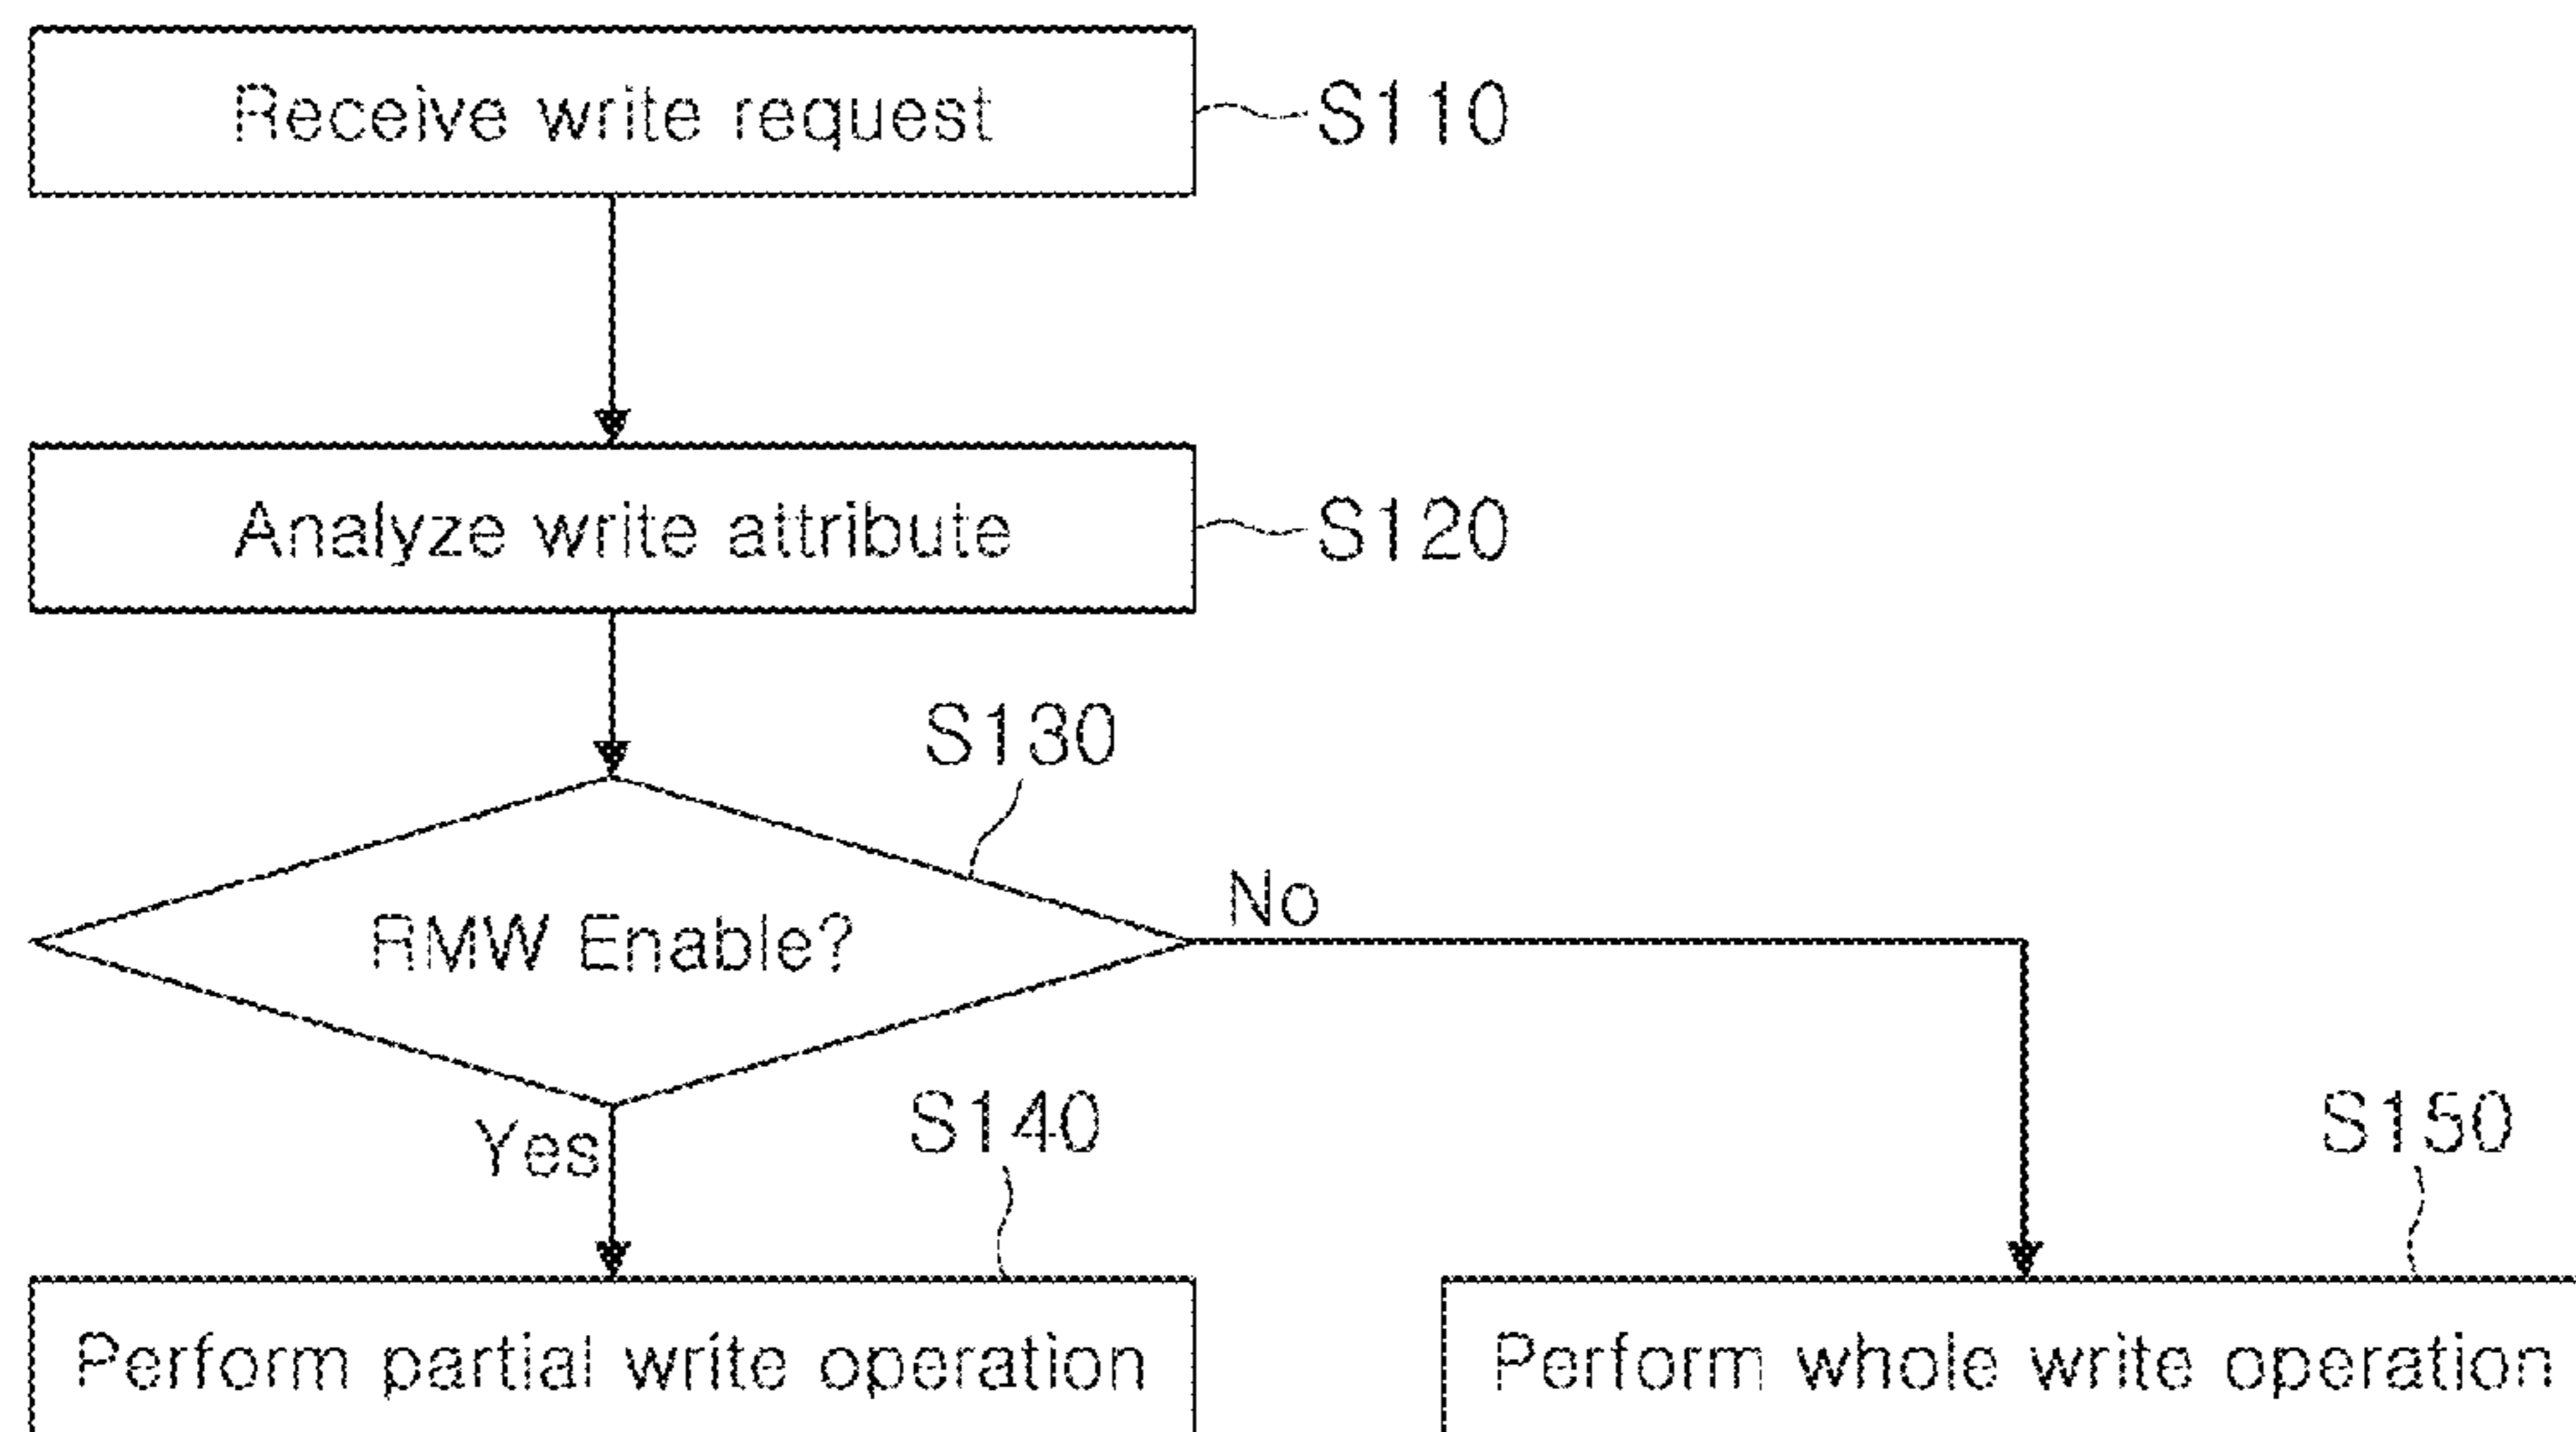 Receive write request
S110
Analyze write attribute
S120
S130
RMW Enable?
No
Yes
S140
S150
Perform partial write operation
Perform whole write operation